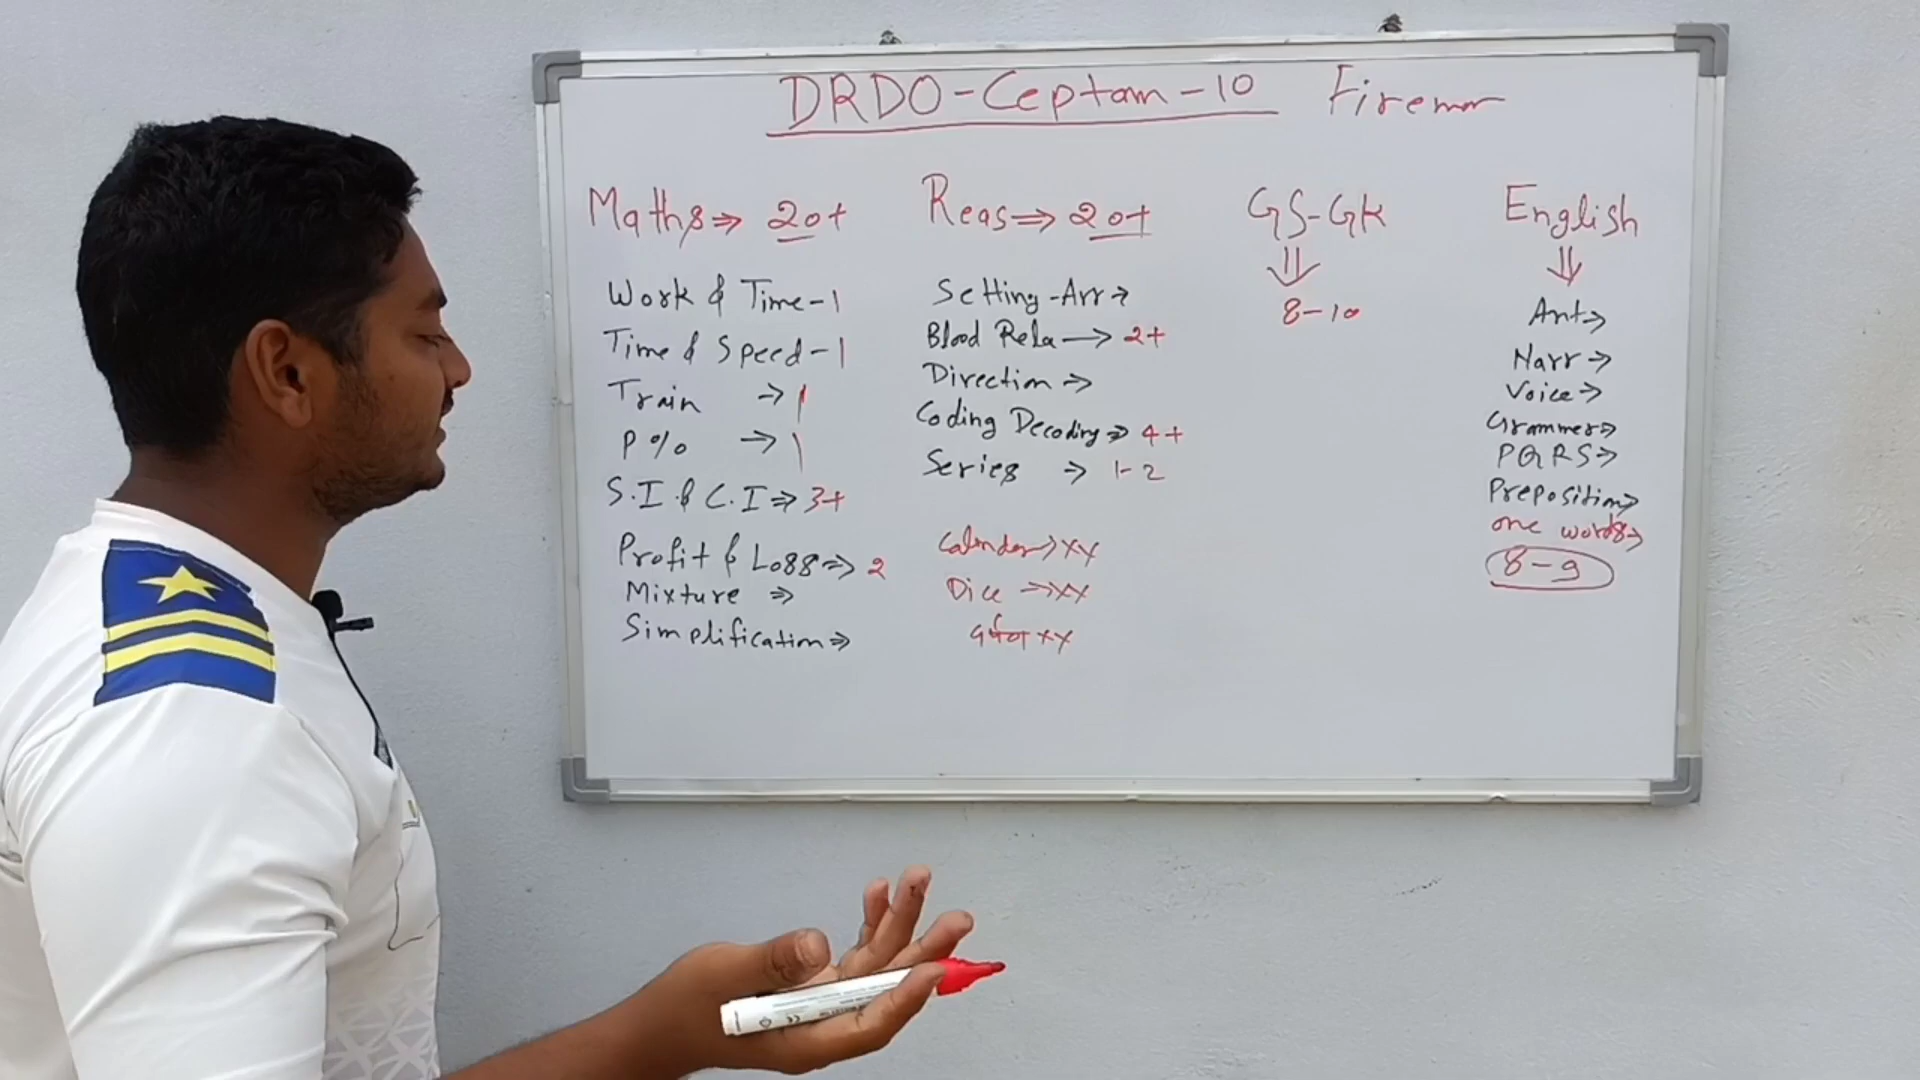 DRDO-Ceptam-10 Firemn
Maths⇒ 20+
Work & Time-1
Time & Speed-1
Train → 1
P% → 1
S.I & C.I ⇒ 3+
Profit & Loss ⇒ 2
Mixture ⇒
Simplification ⇒
Reas ⇒ 20+
Setting-Arr →
Blood Rela → 2+
Direction →
Coding Decoding ⇒ 4+
Series → 1-2
Calender → XX
Dice → XX
XX
GS-GK
⇓
8-10
English
⇓
Ant →
Narr →
Voice →
Grammer →
PQRS →
Preposition →
one words →
8-9